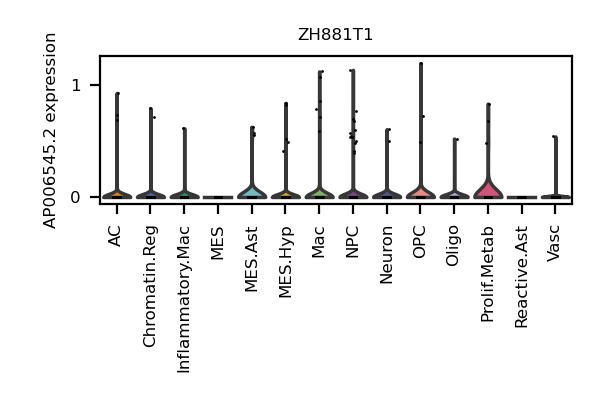 ZH881T1
AP006545.2 expression
1
0
AC
Chromatin.Reg
Inflammatory.Mac
MES
MES.Ast
MES.Hyp
Mac
NPC
Neuron
OPC
Oligo
Prolif.Metab
Reactive.Ast
Vasc